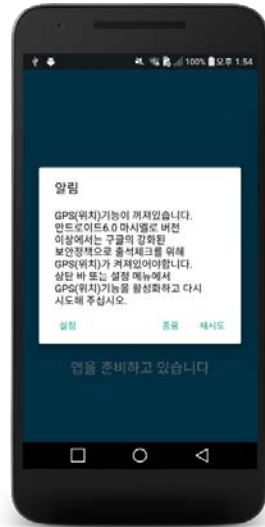 100% 오후 1:54
알림
GPS(위치)기능이 꺼져있습니다.
안드로이드6.0 마시멜로 버전
이상에서는 구글의 강화된
보안정책으로 출석체크를 위해
GPS(위치)가 켜져있어야합니다.
상단 바 또는 설정 메뉴에서
GPS(위치)기능을 활성화하고 다시
시도해 주십시오.
설정 종료 재시도
앱을 준비하고 있습니다